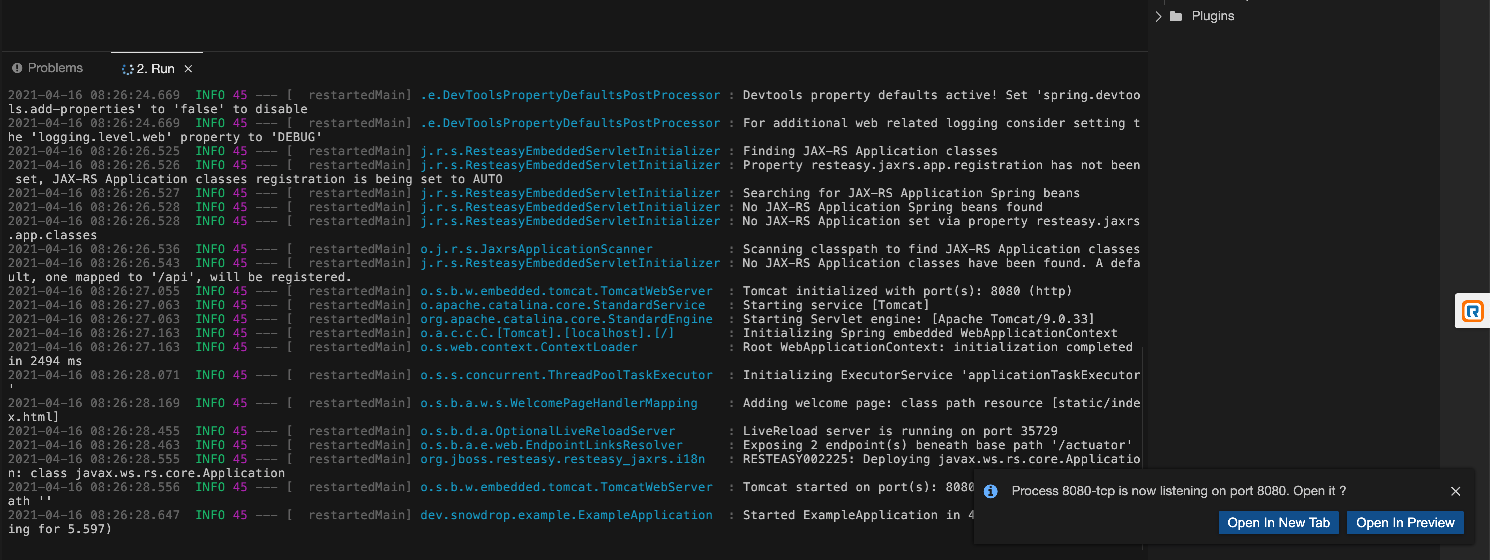 Plugins
Problems
2. Run ×
2021-04-16 08:26:24.669  INFO 45 --- [  restartedMain] .e.DevToolsPropertyDefaultsPostProcessor : Devtools property defaults active! Set 'spring.devtoo
ls.add-properties' to 'false' to disable
2021-04-16 08:26:24.669  INFO 45 --- [  restartedMain] .e.DevToolsPropertyDefaultsPostProcessor : For additional web related logging consider setting t
he 'logging.level.web' property to 'DEBUG'
2021-04-16 08:26:26.525  INFO 45 --- [  restartedMain] j.r.s.ResteasyEmbeddedServletInitializer : Finding JAX-RS Application classes
2021-04-16 08:26:26.526  INFO 45 --- [  restartedMain] j.r.s.ResteasyEmbeddedServletInitializer : Property resteasy.jaxrs.app.registration has not been
 set, JAX-RS Application classes registration is being set to AUTO
2021-04-16 08:26:26.527  INFO 45 --- [  restartedMain] j.r.s.ResteasyEmbeddedServletInitializer : Searching for JAX-RS Application Spring beans
2021-04-16 08:26:26.528  INFO 45 --- [  restartedMain] j.r.s.ResteasyEmbeddedServletInitializer : No JAX-RS Application Spring beans found
2021-04-16 08:26:26.528  INFO 45 --- [  restartedMain] j.r.s.ResteasyEmbeddedServletInitializer : No JAX-RS Application set via property resteasy.jaxrs
.app.classes
2021-04-16 08:26:26.536  INFO 45 --- [  restartedMain] o.j.r.s.JaxrsApplicationScanner          : Scanning classpath to find JAX-RS Application classes
2021-04-16 08:26:26.543  INFO 45 --- [  restartedMain] j.r.s.ResteasyEmbeddedServletInitializer : No JAX-RS Application classes have been found. A defa
ult, one mapped to '/api', will be registered.
2021-04-16 08:26:27.055  INFO 45 --- [  restartedMain] o.s.b.w.embedded.tomcat.TomcatWebServer  : Tomcat initialized with port(s): 8080 (http)
2021-04-16 08:26:27.063  INFO 45 --- [  restartedMain] o.apache.catalina.core.StandardService   : Starting service [Tomcat]
2021-04-16 08:26:27.063  INFO 45 --- [  restartedMain] org.apache.catalina.core.StandardEngine  : Starting Servlet engine: [Apache Tomcat/9.0.33]
2021-04-16 08:26:27.163  INFO 45 --- [  restartedMain] o.a.c.c.C.[Tomcat].[localhost].[/]       : Initializing Spring embedded WebApplicationContext
2021-04-16 08:26:27.163  INFO 45 --- [  restartedMain] o.s.web.context.ContextLoader            : Root WebApplicationContext: initialization completed
in 2494 ms
2021-04-16 08:26:28.071  INFO 45 --- [  restartedMain] o.s.s.concurrent.ThreadPoolTaskExecutor  : Initializing ExecutorService 'applicationTaskExecutor
'
2021-04-16 08:26:28.169  INFO 45 --- [  restartedMain] o.s.b.a.w.s.WelcomePageHandlerMapping    : Adding welcome page: class path resource [static/inde
x.html]
2021-04-16 08:26:28.455  INFO 45 --- [  restartedMain] o.s.b.d.a.OptionalLiveReloadServer       : LiveReload server is running on port 35729
2021-04-16 08:26:28.463  INFO 45 --- [  restartedMain] o.s.b.a.e.web.EndpointLinksResolver      : Exposing 2 endpoint(s) beneath base path '/actuator'
2021-04-16 08:26:28.555  INFO 45 --- [  restartedMain] org.jboss.resteasy.resteasy_jaxrs.i18n   : RESTEASY002225: Deploying javax.ws.rs.core.Applicatio
n: class javax.ws.rs.core.Application
2021-04-16 08:26:28.556  INFO 45 --- [  restartedMain] o.s.b.w.embedded.tomcat.TomcatWebServer  : Tomcat started on port(s): 8080
ath ''
2021-04-16 08:26:28.647  INFO 45 --- [  restartedMain] dev.snowdrop.example.ExampleApplication  : Started ExampleApplication in 4
ing for 5.597)
Process 8080-tcp is now listening on port 8080. Open it ?
Open In New Tab
Open In Preview